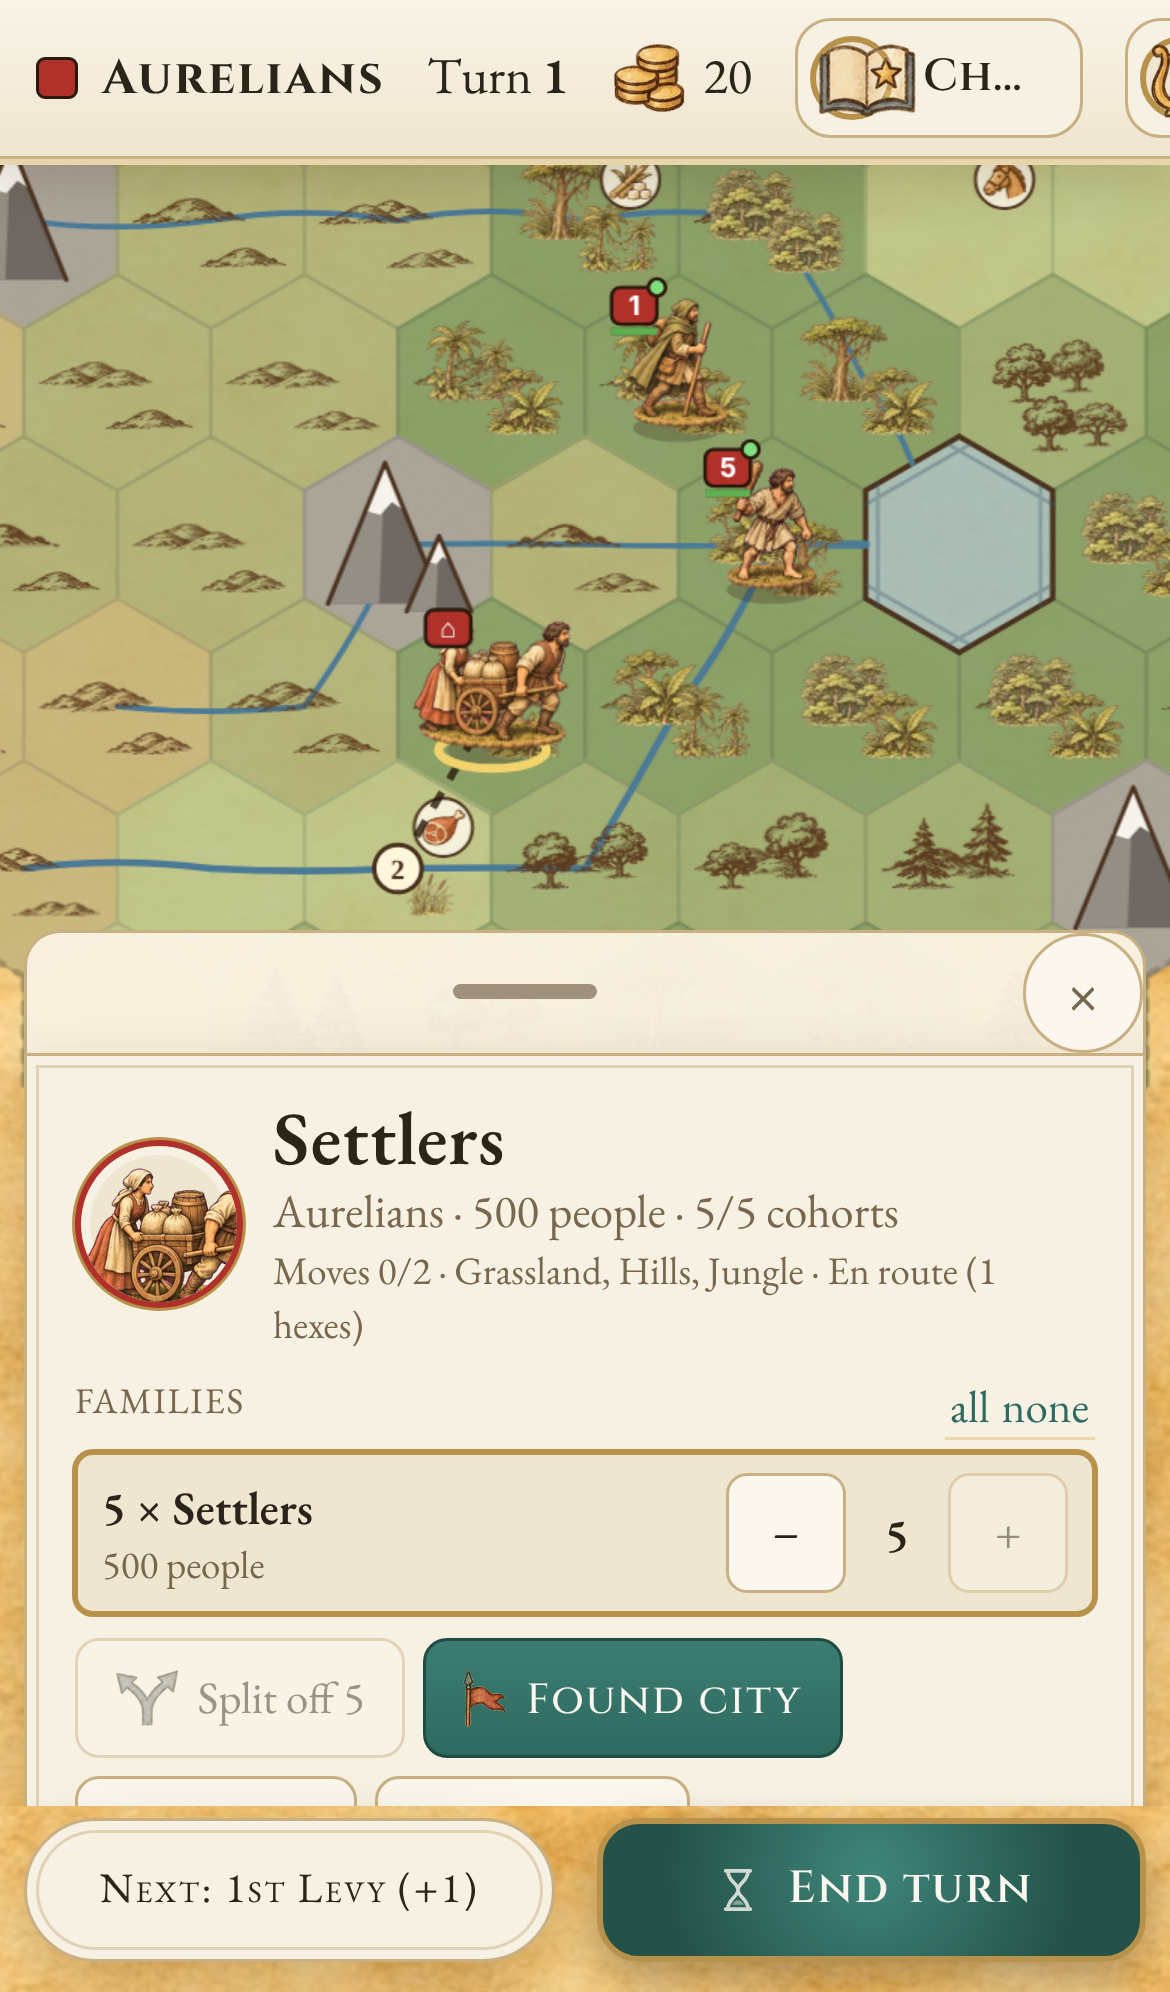 AURELIANS Turn 1 20 CH...
1
5
2
×
Settlers
Aurelians · 500 people · 5/5 cohorts
Moves 0/2 · Grassland, Hills, Jungle · En route (1
hexes)
FAMILIES all none
5 × Settlers
500 people
− 5 +
Split off 5 FOUND CITY
NEXT: 1ST LEVY (+1) END TURN